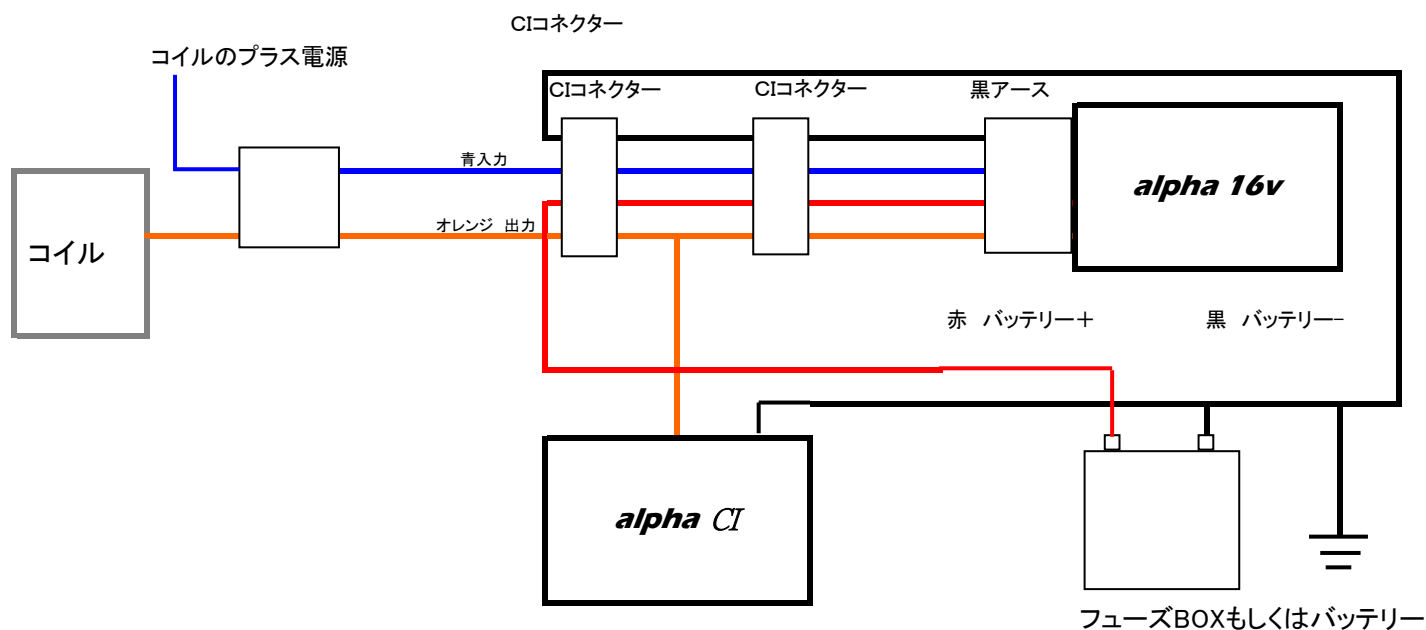 CIコネクター
コイルのプラス電源
CIコネクター
CIコネクター
黒アース
青入力
alpha 16v
オレンジ 出力
コイル
赤 バッテリー＋
黒 バッテリー−
alpha CI
フューズBOXもしくはバッテリー